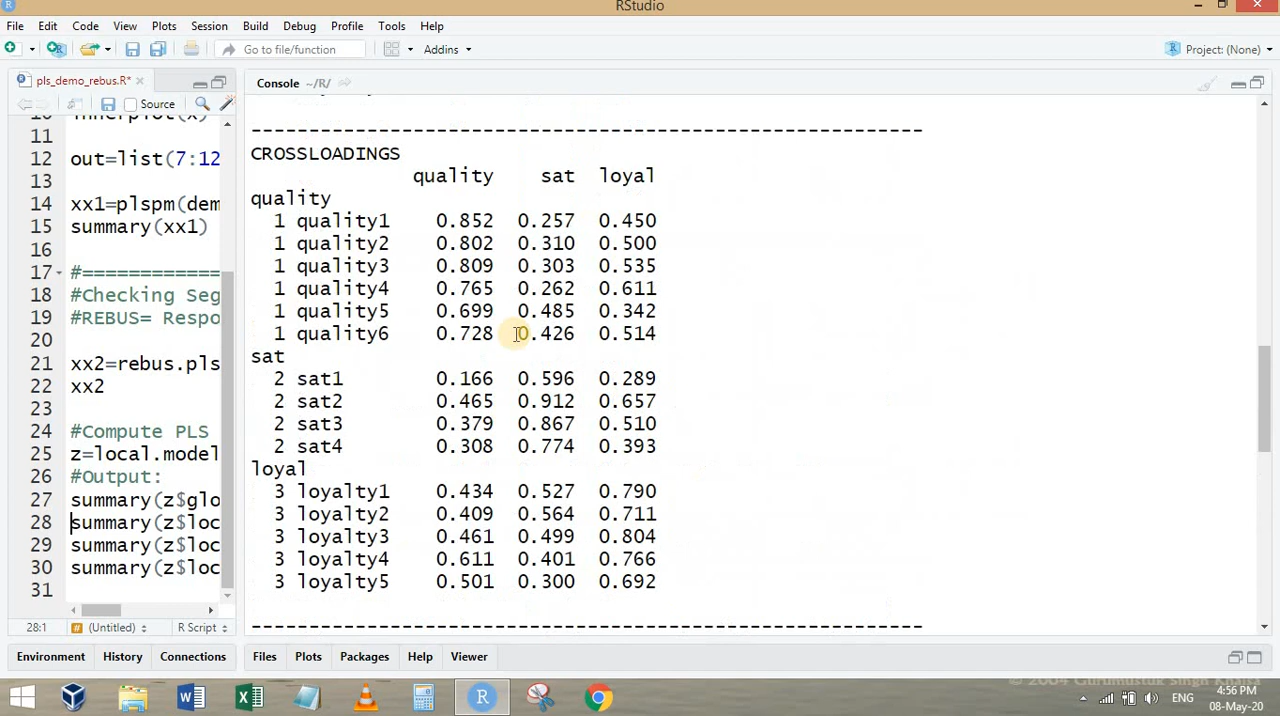 RStudio
File Edit Code View Plots Session Build Debug Profile Tools Help
Go to file/function Addins Project: (None)
pls_demo_rebus.R*
Source
11
12 out=list(7:12
13
14 xx1=plspm(dem
15 summary(xx1)
16
17 #=============
18 #Checking Seg
19 #REBUS= Respo
20
21 xx2=rebus.pls
22 xx2
23
24 #Compute PLS
25 z=local.model
26 #Output:
27 summary(z$glo
28 summary(z$loc
29 summary(z$loc
30 summary(z$loc
31
28:1 # (Untitled) R Script
Environment History Connections
Console ~/R/
----------------------------------------------------------
CROSSLOADINGS
quality sat loyal
quality
1 quality1 0.852 0.257 0.450
1 quality2 0.802 0.310 0.500
1 quality3 0.809 0.303 0.535
1 quality4 0.765 0.262 0.611
1 quality5 0.699 0.485 0.342
1 quality6 0.728 0.426 0.514
sat
2 sat1 0.166 0.596 0.289
2 sat2 0.465 0.912 0.657
2 sat3 0.379 0.867 0.510
2 sat4 0.308 0.774 0.393
loyal
3 loyalty1 0.434 0.527 0.790
3 loyalty2 0.409 0.564 0.711
3 loyalty3 0.461 0.499 0.804
3 loyalty4 0.611 0.401 0.766
3 loyalty5 0.501 0.300 0.692
----------------------------------------------------------
Files Plots Packages Help Viewer
© 2004 Gurumustuk Singh Khalsa
ENG 4:56 PM
08-May-20